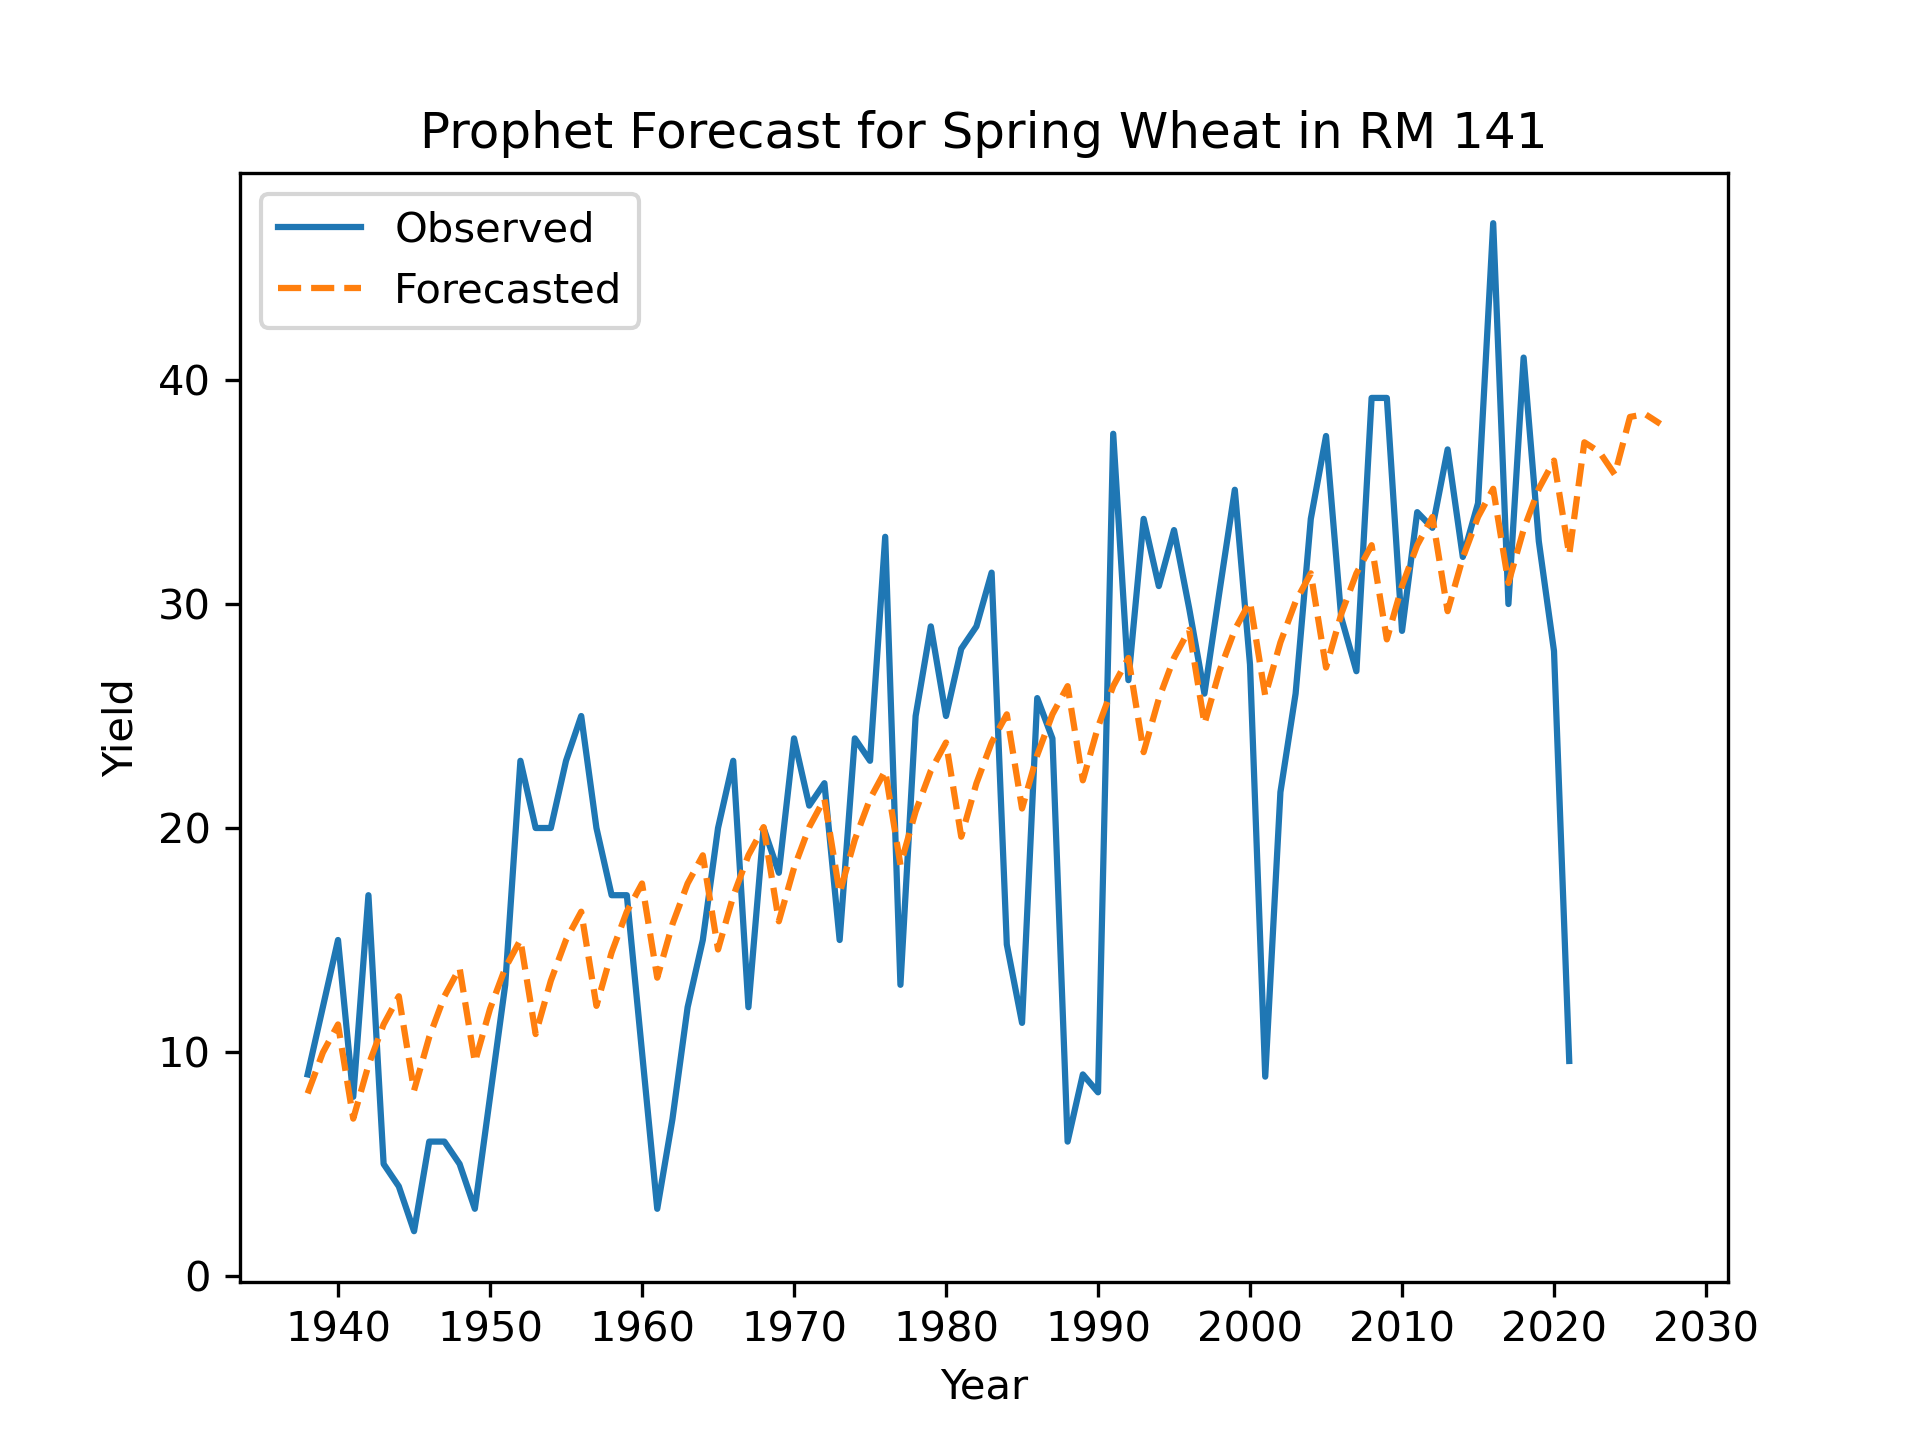 Prophet Forecast for Spring Wheat in RM 141
Observed
Forecasted
40
30
20
10
0
Yield
1940 1950 1960 1970 1980 1990 2000 2010 2020 2030
Year